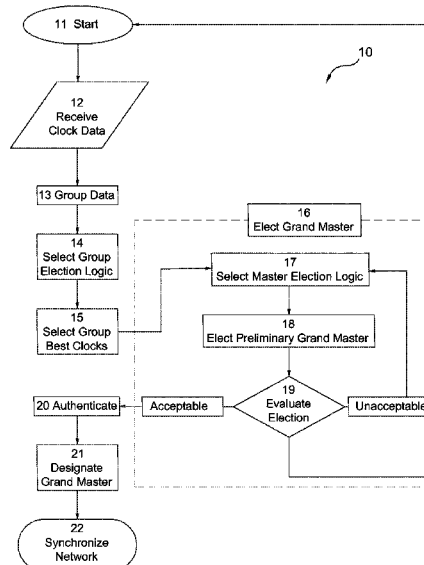 11 Start
10
12
Receive
Clock Data
13 Group Data
14
Select Group
Election Logic
15
Select Group
Best Clocks
16
Elect Grand Master
17
Select Master Election Logic
18
Elect Preliminary Grand Master
19
Evaluate
Election
Acceptable
Unacceptable
20 Authenticate
21
Designate
Grand Master
22
Synchronize
Network